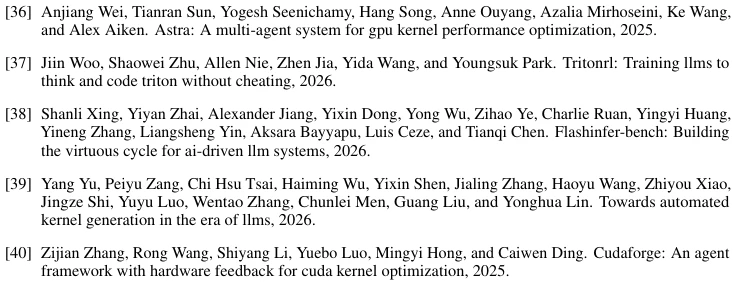 [36] Anjiang Wei, Tianran Sun, Yogesh Seenichamy, Hang Song, Anne Ouyang, Azalia Mirhoseini, Ke Wang,
and Alex Aiken. Astra: A multi-agent system for gpu kernel performance optimization, 2025.
[37] Jiin Woo, Shaowei Zhu, Allen Nie, Zhen Jia, Yida Wang, and Youngsuk Park. Tritonrl: Training llms to
think and code triton without cheating, 2026.
[38] Shanli Xing, Yiyan Zhai, Alexander Jiang, Yixin Dong, Yong Wu, Zihao Ye, Charlie Ruan, Yingyi Huang,
Yineng Zhang, Liangsheng Yin, Aksara Bayyapu, Luis Ceze, and Tianqi Chen. Flashinfer-bench: Building
the virtuous cycle for ai-driven llm systems, 2026.
[39] Yang Yu, Peiyu Zang, Chi Hsu Tsai, Haiming Wu, Yixin Shen, Jialing Zhang, Haoyu Wang, Zhiyou Xiao,
Jingze Shi, Yuyu Luo, Wentao Zhang, Chunlei Men, Guang Liu, and Yonghua Lin. Towards automated
kernel generation in the era of llms, 2026.
[40] Zijian Zhang, Rong Wang, Shiyang Li, Yuebo Luo, Mingyi Hong, and Caiwen Ding. Cudaforge: An agent
framework with hardware feedback for cuda kernel optimization, 2025.